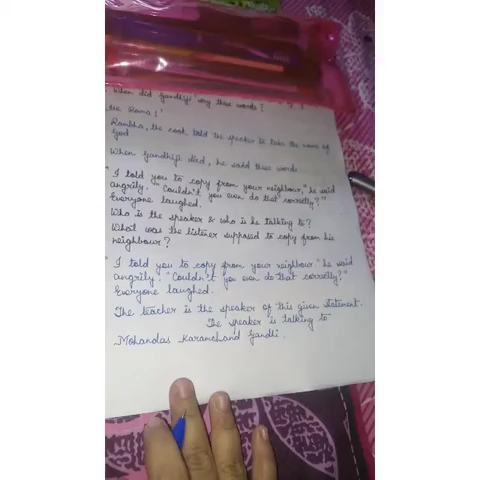 When did Gandhiji say these words?
He Rama!'
Rambha, the cook told the speaker to take the name of
God
When Gandhiji died, he said these words
" I told you to copy from your neighbour," he said
angrily. "Couldn't you even do that correctly?"
Everyone laughed.
Who is the speaker & who is he talking to?
What was the listener supposed to copy from his
neighbour?
" I told you to copy from your neighbour" he said
angrily. "Couldn't you even do that correctly?"
Everyone laughed.
The teacher is the speaker of this given statement.
The speaker is talking to
Mohandas Karamchand Gandhi.